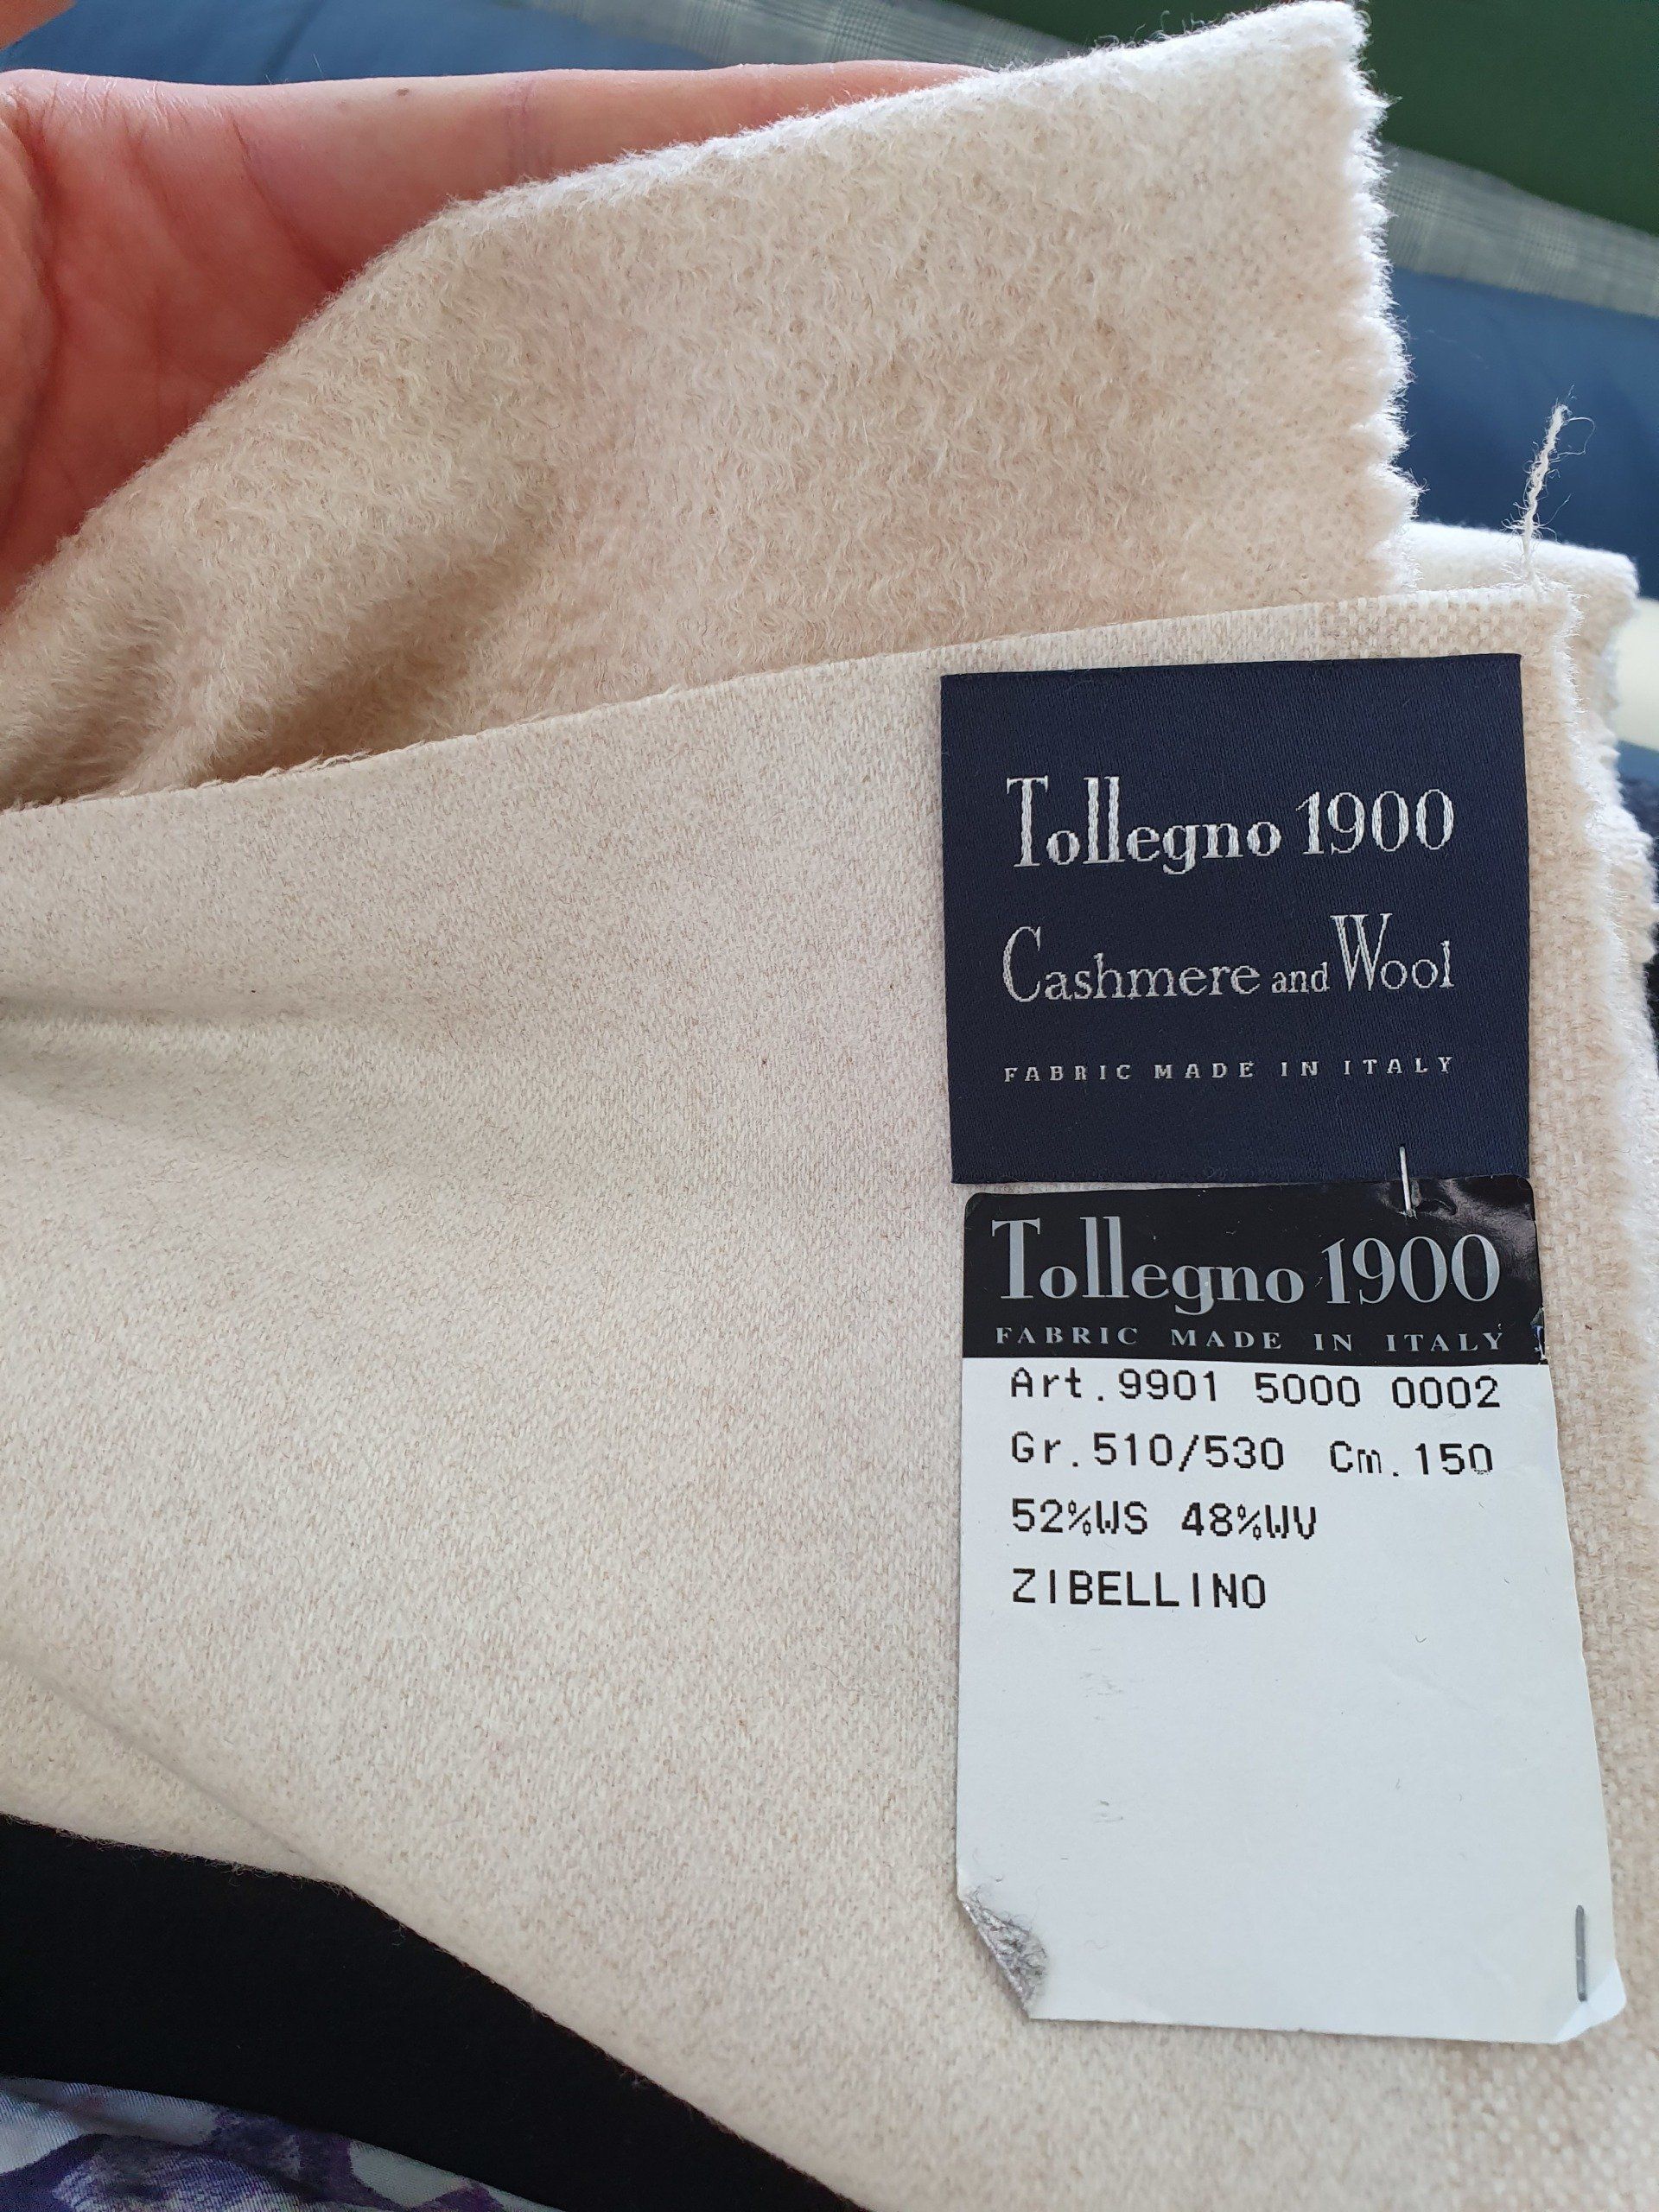 Tollegno 1900
Cashmere and Wool
FABRIC MADE IN ITALY
Tollegno 1900
FABRIC MADE IN ITALY
Art.9901 5000 0002
Gr.510/530 Cm.150
52%WS 48%WV
ZIBELLINO